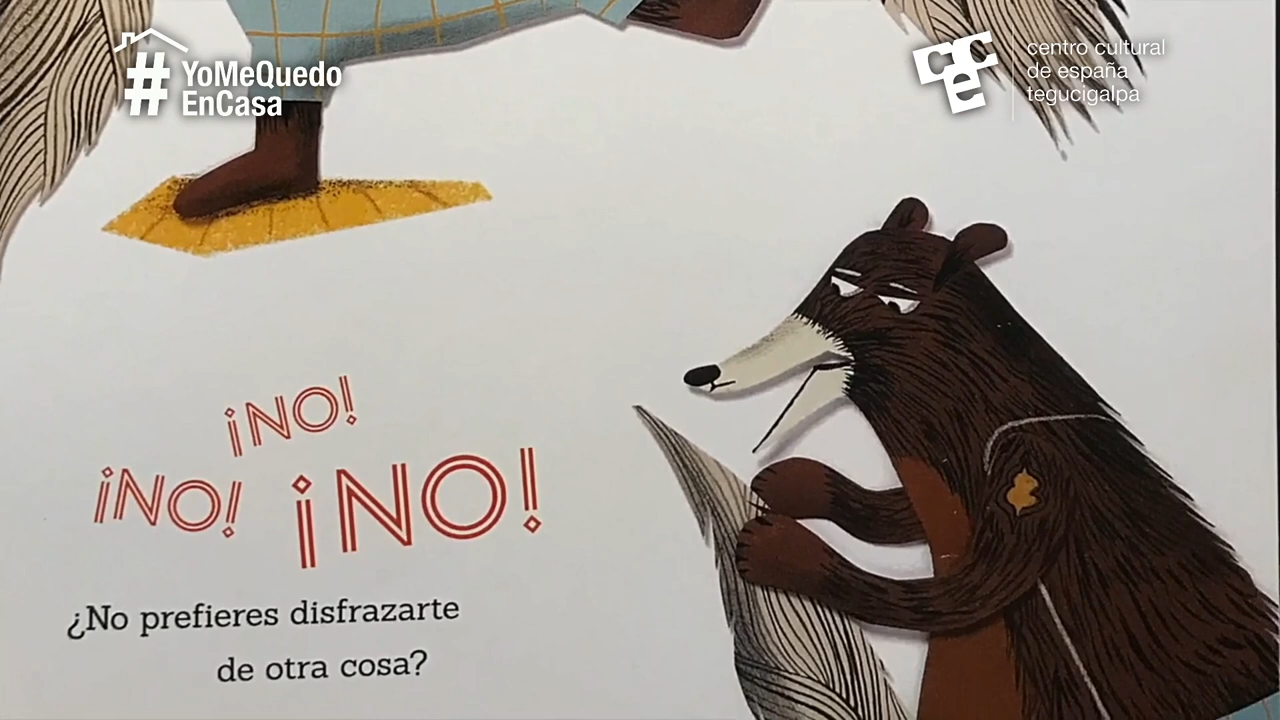 #YoMeQuedo
EnCasa
cce
centro cultural
de españa
tegucigalpa
¡NO!
¡NO! ¡NO!
¿No prefieres disfrazarte
de otra cosa?